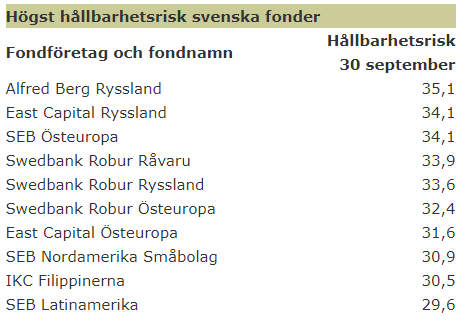 Högst hållbarhetsrisk svenska fonder
Fondföretag och fondnamn Hållbarhetsrisk 30 september
Alfred Berg Ryssland 35,1
East Capital Ryssland 34,1
SEB Östeuropa 34,1
Swedbank Robur Råvaru 33,9
Swedbank Robur Ryssland 33,6
Swedbank Robur Östeuropa 32,4
East Capital Östeuropa 31,6
SEB Nordamerika Småbolag 30,9
IKC Filippinerna 30,5
SEB Latinamerika 29,6